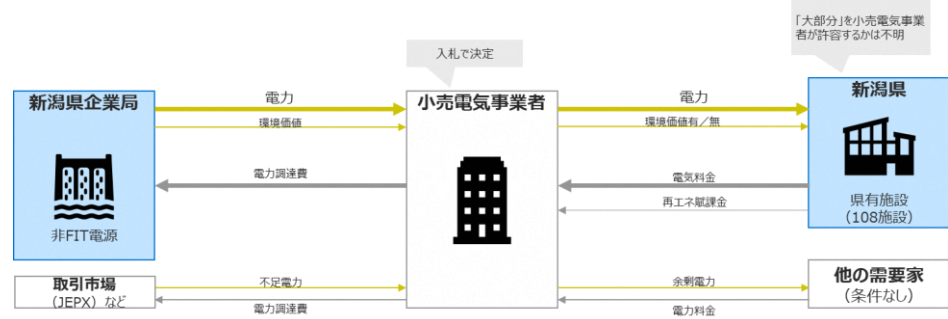 「大部分」を小売電気事業
者が許容するかは不明
入札で決定
新潟県企業局
電力
環境価値
電力調達費
非FIT電源
小売電気事業者
電力
環境価値有／無
電気料金
再エネ賦課金
新潟県
県有施設
（108施設）
取引市場
（JEPX）など
不足電力
電力調達費
余剰電力
電力料金
他の需要家
（条件なし）